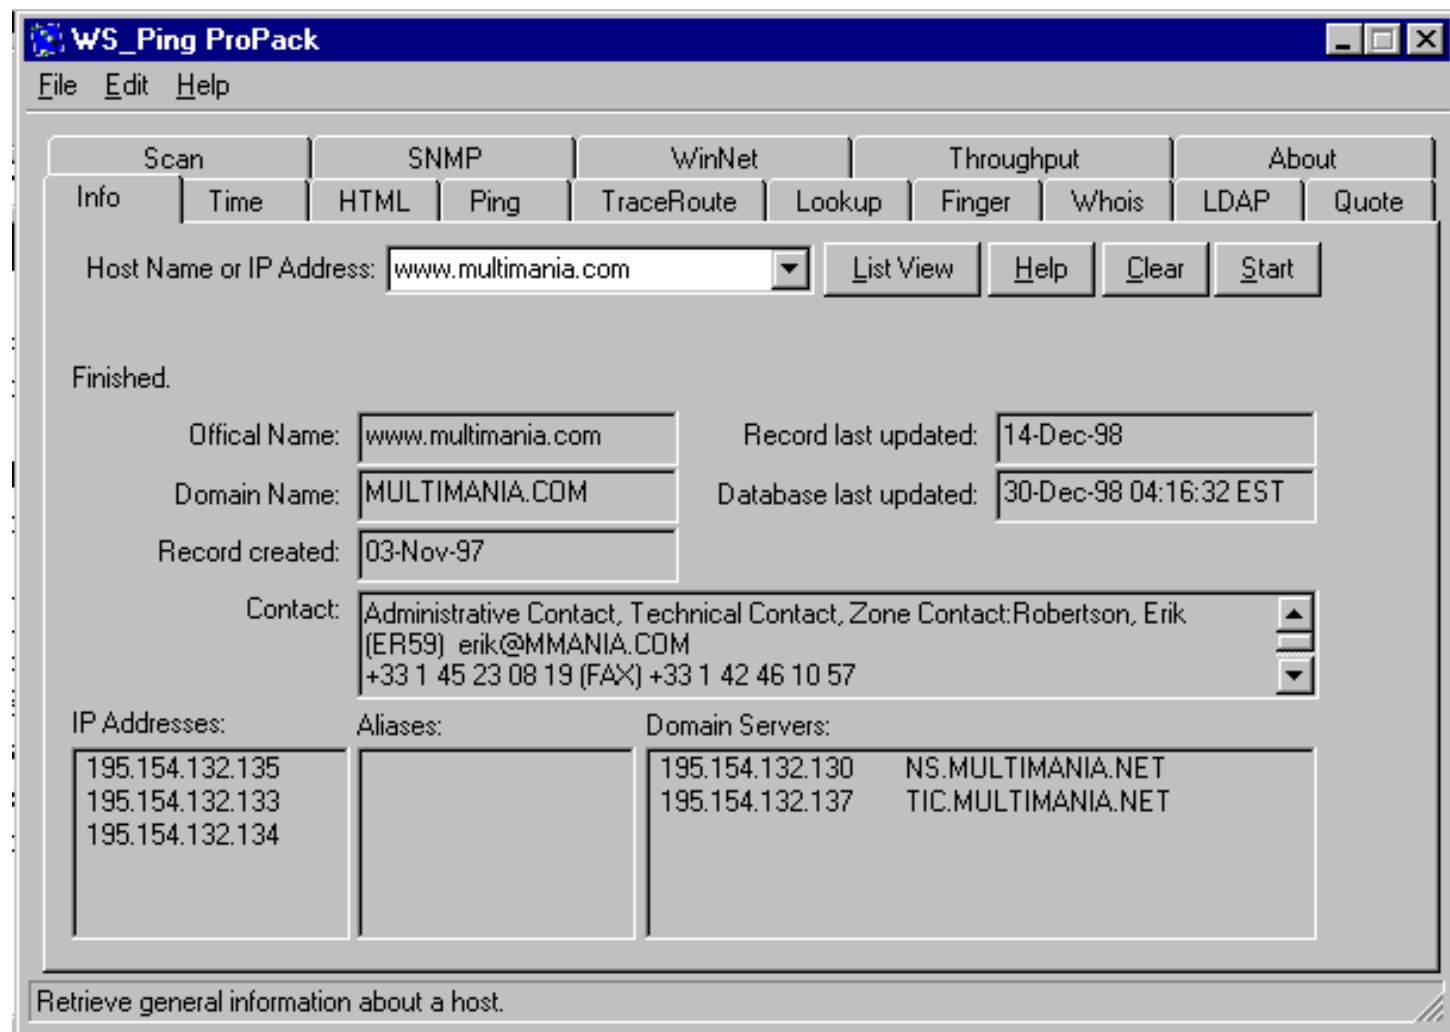 WS_Ping ProPack
File Edit Help
Scan SNMP WinNet Throughput About
Info Time HTML Ping TraceRoute Lookup Finger Whois LDAP Quote
Host Name or IP Address: www.multimania.com List View Help Clear Start
Finished.
Offical Name: www.multimania.com Record last updated: 14-Dec-98
Domain Name: MULTIMANIA.COM Database last updated: 30-Dec-98 04:16:32 EST
Record created: 03-Nov-97
Contact: Administrative Contact, Technical Contact, Zone Contact:Robertson, Erik
(ER59) erik@MMANIA.COM
+33 1 45 23 08 19 (FAX) +33 1 42 46 10 57
IP Addresses: Aliases: Domain Servers:
195.154.132.135 195.154.132.130 NS.MULTIMANIA.NET
195.154.132.133 195.154.132.137 TIC.MULTIMANIA.NET
195.154.132.134
Retrieve general information about a host.